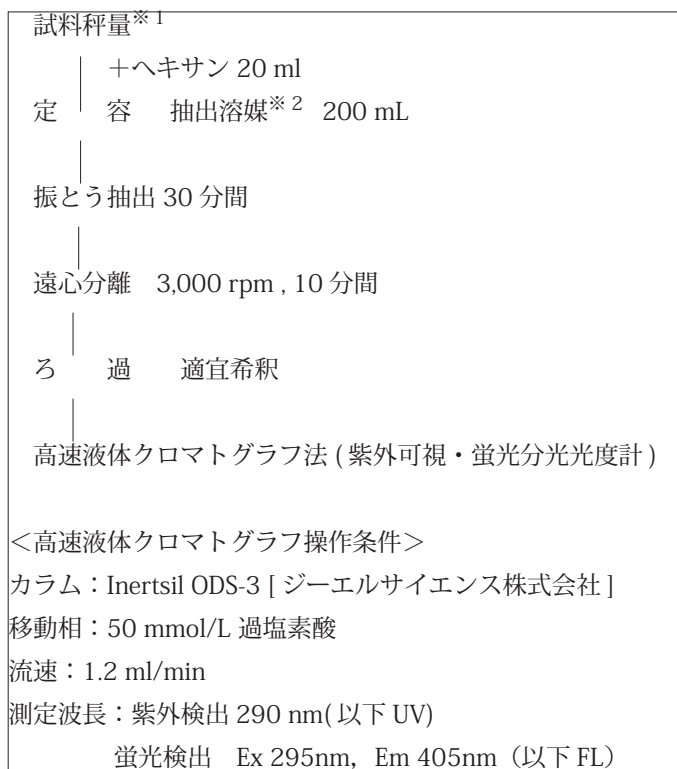 試料秤量※1
＋ヘキサン 20 ml
定　容　抽出溶媒※2 200 mL
振とう抽出 30 分間
遠心分離　3,000 rpm , 10 分間
ろ　過　適宜希釈
高速液体クロマトグラフ法 ( 紫外可視・蛍光分光光度計 )
＜高速液体クロマトグラフ操作条件＞
カラム：Inertsil ODS-3 [ ジーエルサイエンス株式会社 ]
移動相：50 mmol/L 過塩素酸
流速：1.2 ml/min
測定波長：紫外検出 290 nm( 以下 UV)
蛍光検出　Ex 295nm，Em 405nm（以下 FL）